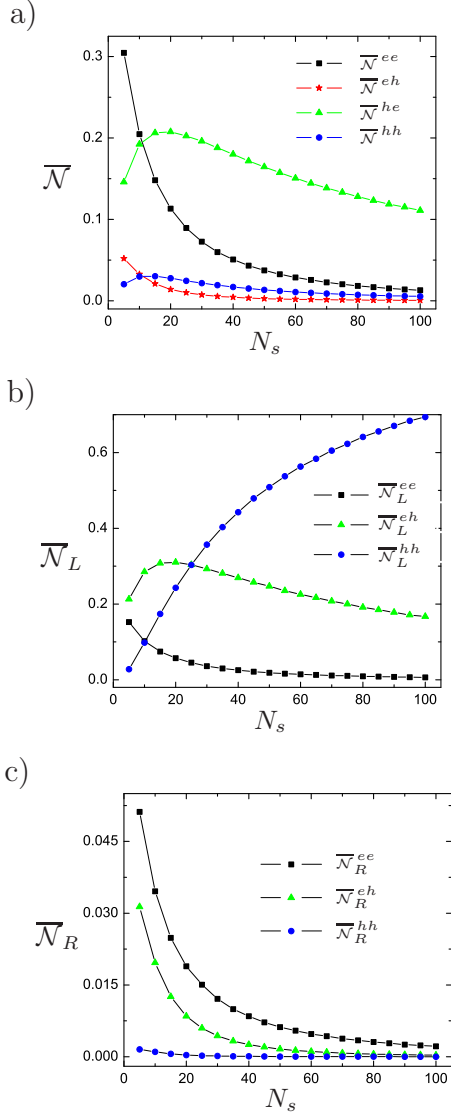 a)
0.3
0.2
0.1
0.0
20 40 60 80 100
N̅
N_s
N̅^{ee}
N̅^{eh}
N̅^{he}
N̅^{hh}
b)
0.6
0.4
0.2
0.0
0 20 40 60 80 100
N̅_L
N_s
N̅_L^{ee}
N̅_L^{eh}
N̅_L^{hh}
c)
0.045
0.030
0.015
0.000
0 20 40 60 80 100
N̅_R
N_s
N̅_R^{ee}
N̅_R^{eh}
N̅_R^{hh}